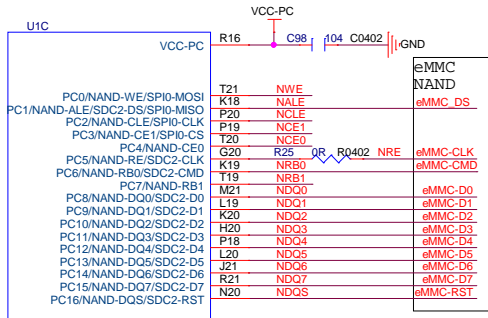 VCC-PC
U1C
VCC-PC R16 C98 104 C0402 GND
eMMC
NAND
PC0/NAND-WE/SPI0-MOSI T21 NWE
PC1/NAND-ALE/SDC2-DS/SPI0-MISO K18 NALE eMMC_DS
PC2/NAND-CLE/SPI0-CLK P20 NCLE
PC3/NAND-CE1/SPI0-CS P19 NCE1
PC4/NAND-CE0 T20 NCE0
PC5/NAND-RE/SDC2-CLK G20 R25 0R R0402 NRE eMMC-CLK
PC6/NAND-RB0/SDC2-CMD K19 NRB0 eMMC-CMD
PC7/NAND-RB1 T19 NRB1
PC8/NAND-DQ0/SDC2-D0 M21 NDQ0 eMMC-D0
PC9/NAND-DQ1/SDC2-D1 L19 NDQ1 eMMC-D1
PC10/NAND-DQ2/SDC2-D2 K20 NDQ2 eMMC-D2
PC11/NAND-DQ3/SDC2-D3 H20 NDQ3 eMMC-D3
PC12/NAND-DQ4/SDC2-D4 P18 NDQ4 eMMC-D4
PC13/NAND-DQ5/SDC2-D5 L20 NDQ5 eMMC-D5
PC14/NAND-DQ6/SDC2-D6 J21 NDQ6 eMMC-D6
PC15/NAND-DQ7/SDC2-D7 R21 NDQ7 eMMC-D7
PC16/NAND-DQS/SDC2-RST N20 NDQS eMMC-RST